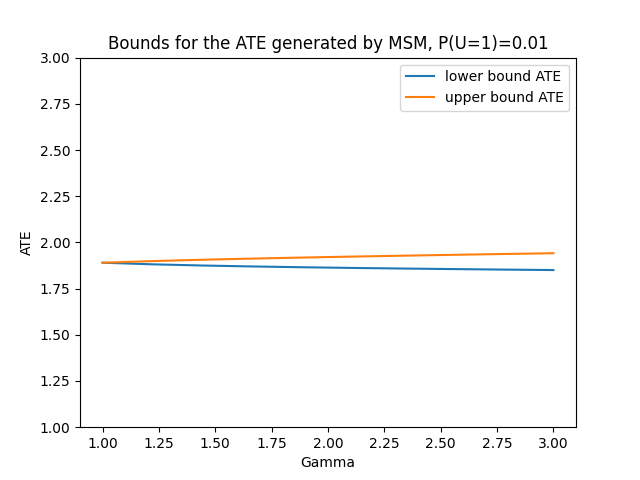 Bounds for the ATE generated by MSM, P(U=1)=0.01
3.00
2.75
2.50
2.25
2.00
1.75
1.50
1.25
1.00
ATE
lower bound ATE
upper bound ATE
1.00 1.25 1.50 1.75 2.00 2.25 2.50 2.75 3.00
Gamma